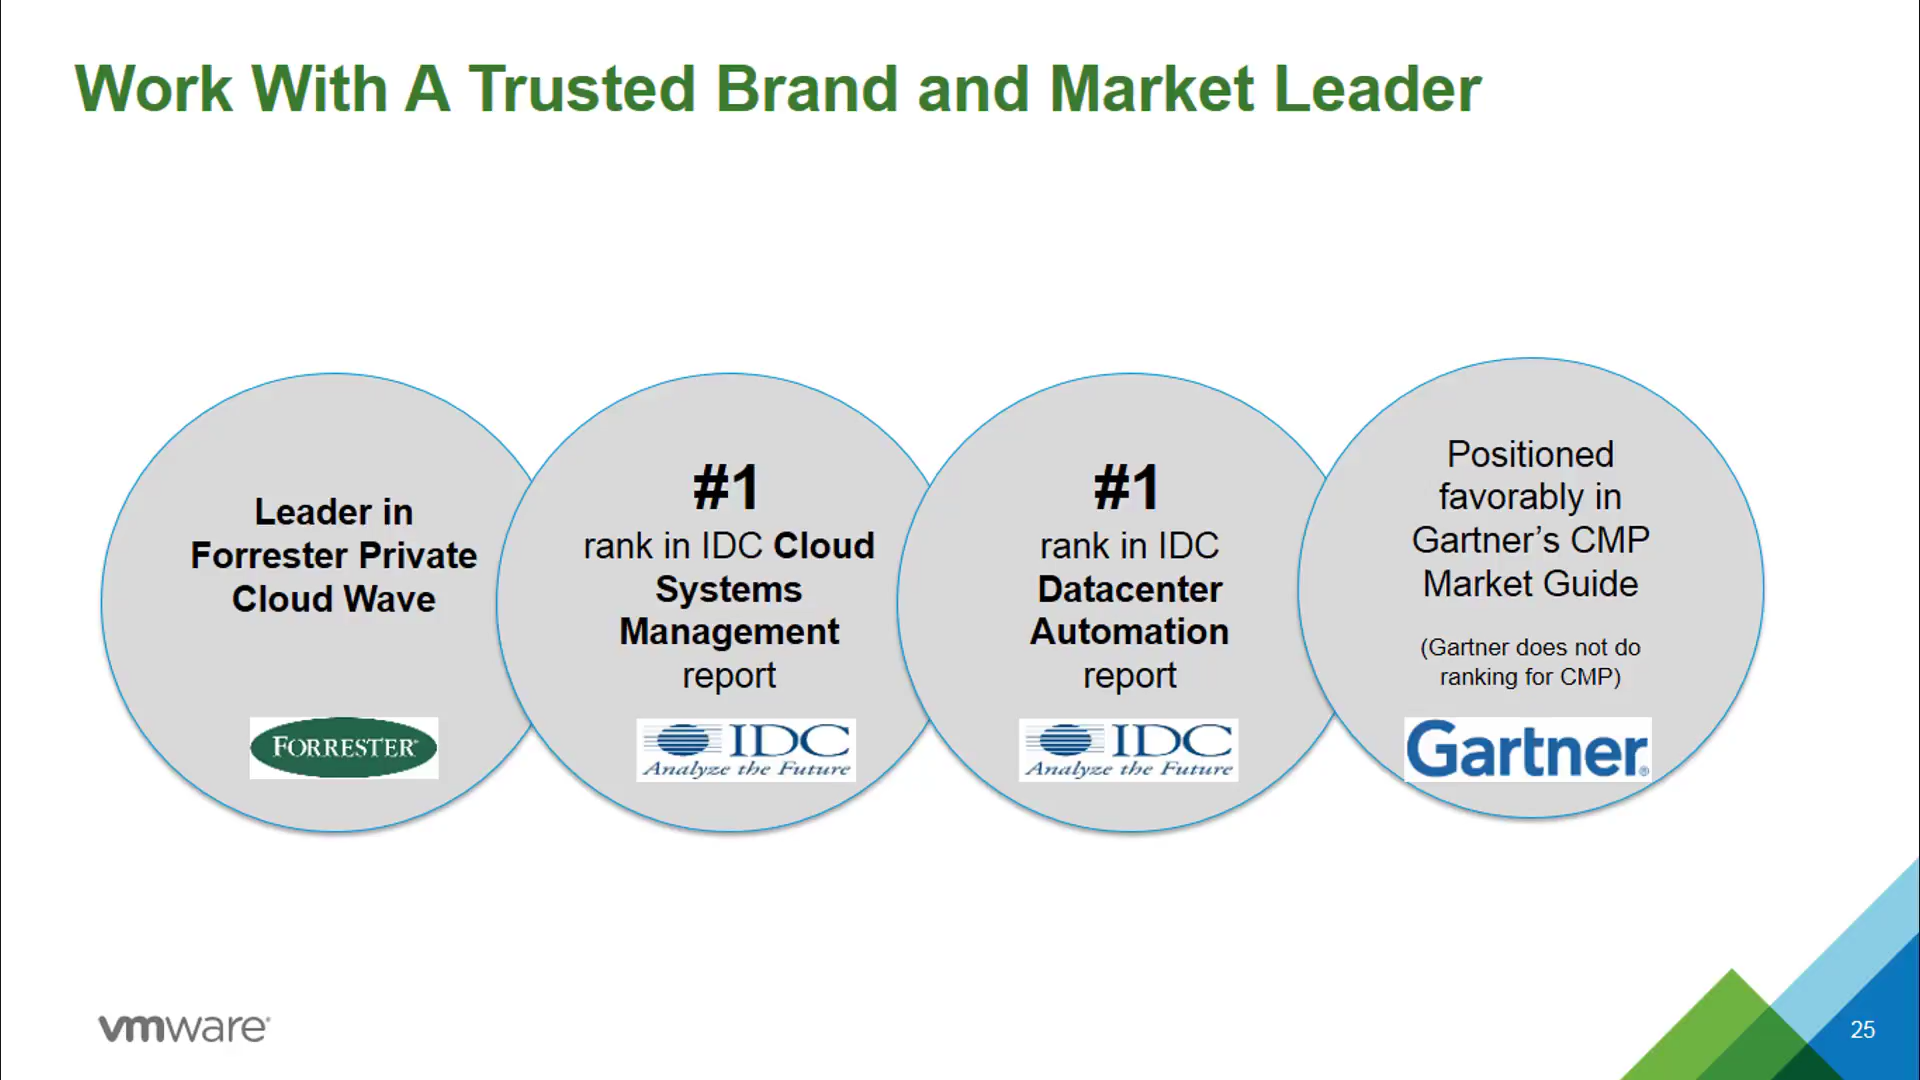 Work With A Trusted Brand and Market Leader
Leader in
Forrester Private
Cloud Wave
FORRESTER®
#1
rank in IDC Cloud
Systems
Management
report
IDC
Analyze the Future
#1
rank in IDC
Datacenter
Automation
report
IDC
Analyze the Future
Positioned
favorably in
Gartner’s CMP
Market Guide
(Gartner does not do
ranking for CMP)
Gartner®
vmware®
25